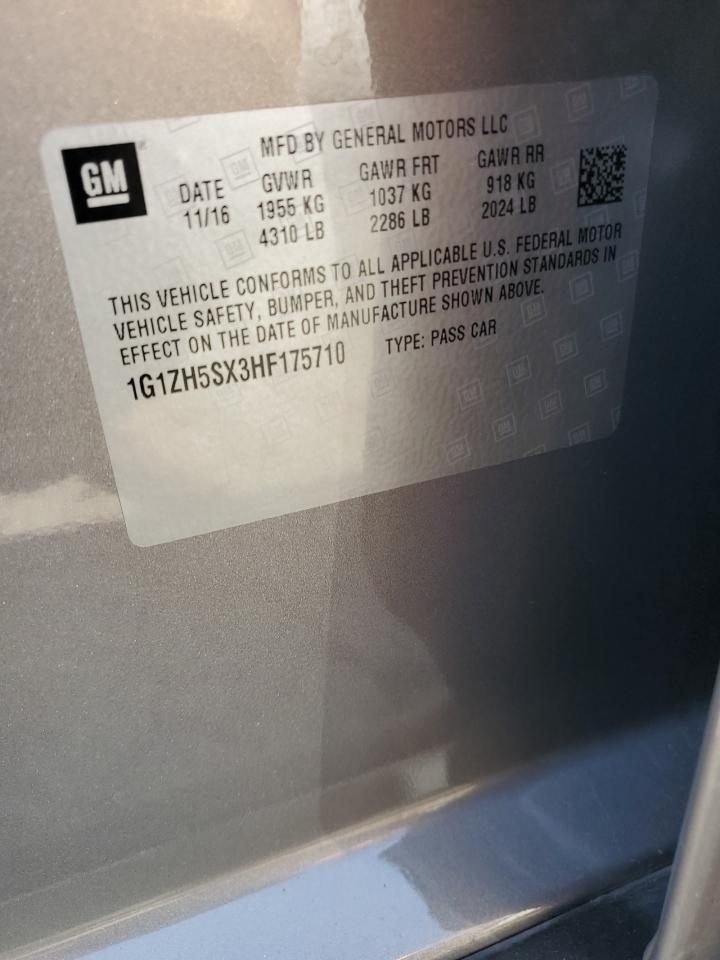 GM
MFD BY GENERAL MOTORS LLC
DATE GVWR GAWR FRT GAWR RR
11/16 1955 KG 1037 KG 918 KG
4310 LB 2286 LB 2024 LB
THIS VEHICLE CONFORMS TO ALL APPLICABLE U.S. FEDERAL MOTOR
VEHICLE SAFETY, BUMPER, AND THEFT PREVENTION STANDARDS IN
EFFECT ON THE DATE OF MANUFACTURE SHOWN ABOVE.
1G1ZH5SX3HF175710 TYPE: PASS CAR